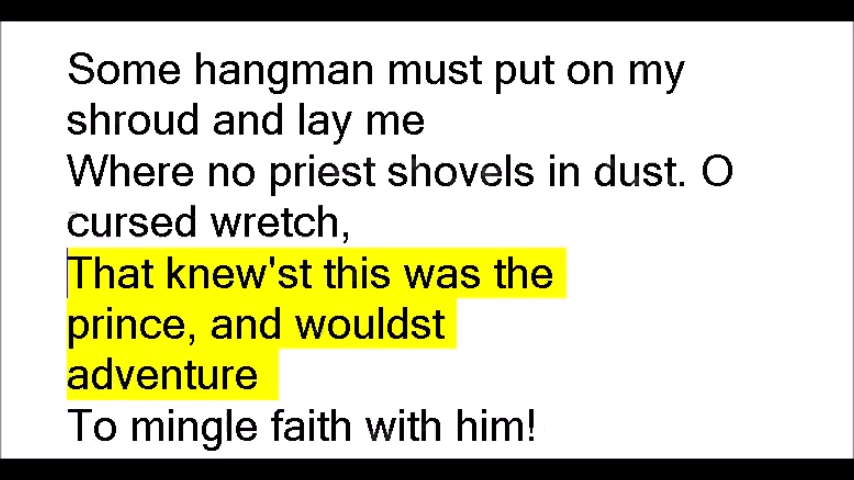 Some hangman must put on my
shroud and lay me
Where no priest shovels in dust. O
cursed wretch,
That knew'st this was the
prince, and wouldst
adventure
To mingle faith with him!